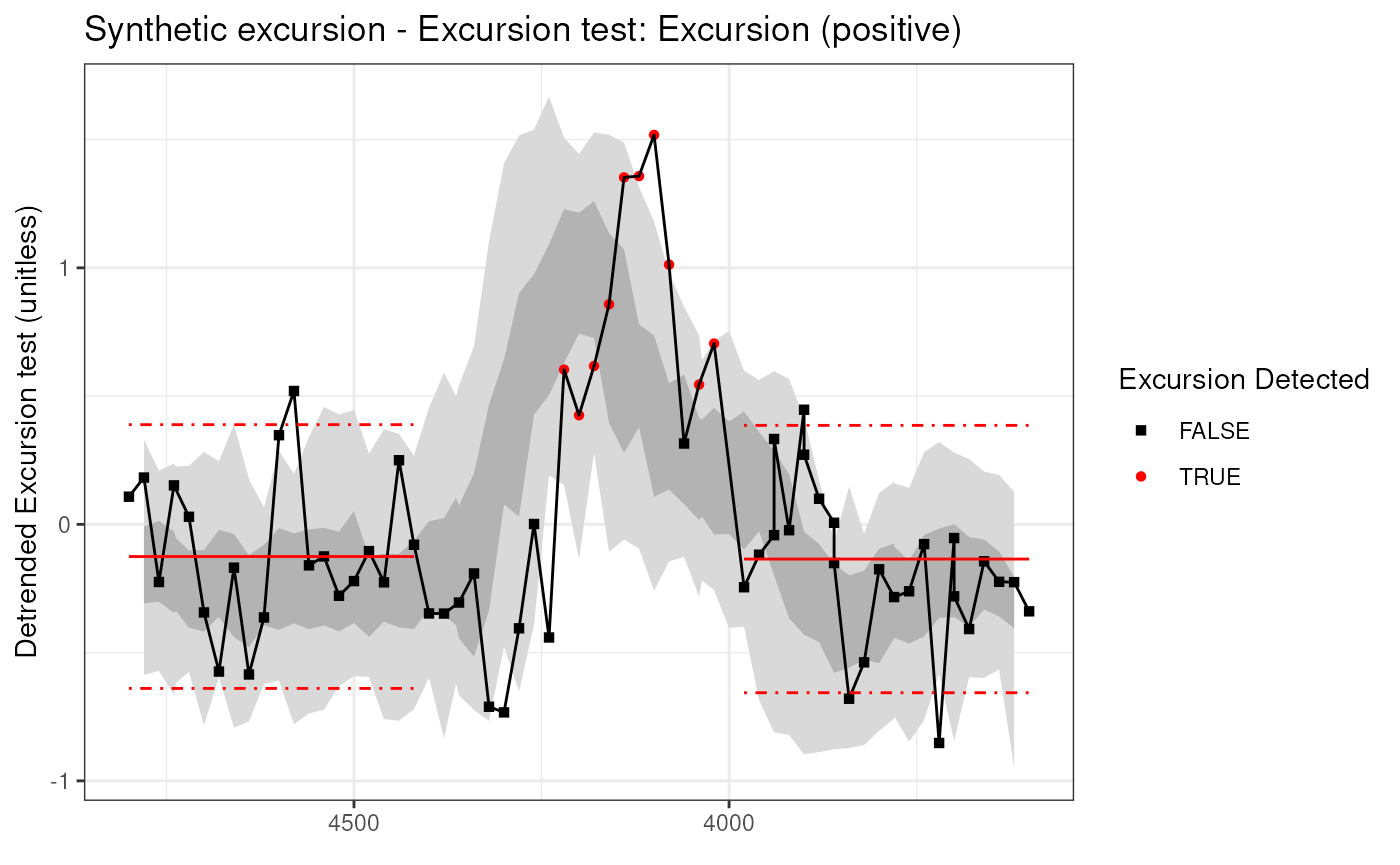 Synthetic excursion - Excursion test: Excursion (positive)
Detrended Excursion test (unitless)
1
0
-1
4500
4000
Excursion Detected
FALSE
TRUE